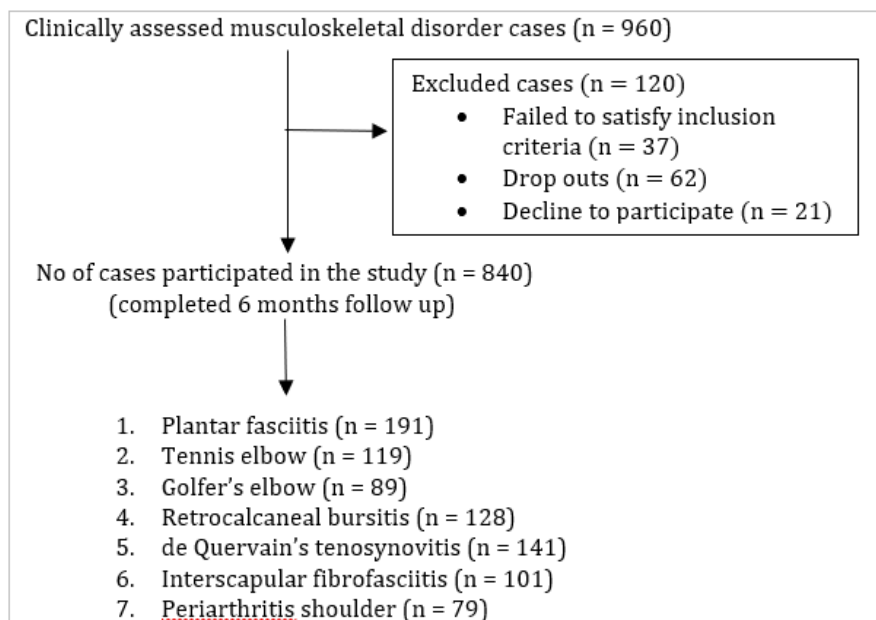 Clinically assessed musculoskeletal disorder cases (n = 960)
Excluded cases (n = 120)
• Failed to satisfy inclusion
criteria (n = 37)
• Drop outs (n = 62)
• Decline to participate (n = 21)
No of cases participated in the study (n = 840)
(completed 6 months follow up)
1. Plantar fasciitis (n = 191)
2. Tennis elbow (n = 119)
3. Golfer's elbow (n = 89)
4. Retrocalcaneal bursitis (n = 128)
5. de Quervain's tenosynovitis (n = 141)
6. Interscapular fibrofasciitis (n = 101)
7. Periarthritis shoulder (n = 79)